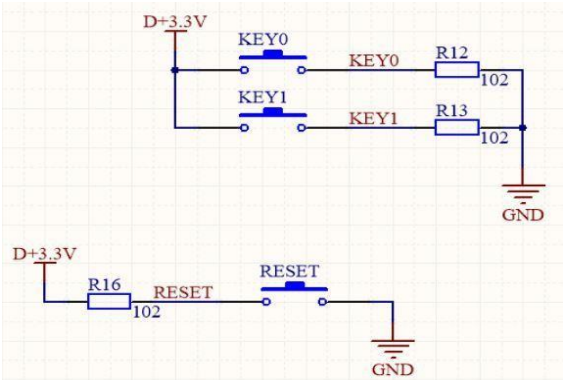 D+3.3V
KEY0
KEY0
R12
102
KEY1
KEY1
R13
102
GND
D+3.3V
R16
102
RESET
RESET
GND